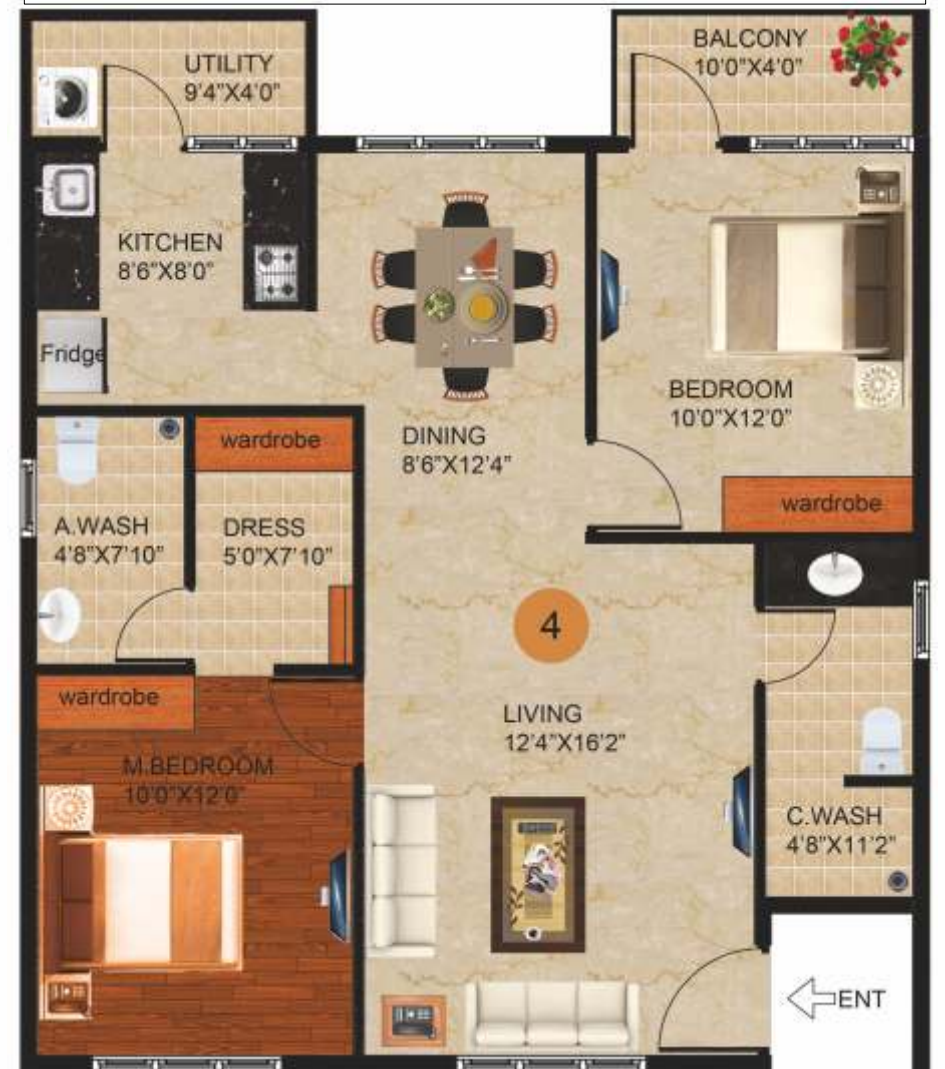 UTILITY
9'4"X4'0"
BALCONY
10'0"X4'0"
KITCHEN
8'6"X8'0"
Fridge
BEDROOM
10'0"X12'0"
DINING
8'6"X12'4"
wardrobe
wardrobe
A.WASH
4'8"X7'10"
DRESS
5'0"X7'10"
4
wardrobe
LIVING
12'4"X16'2"
M.BEDROOM
10'0"X12'0"
C.WASH
4'8"X11'2"
ENT